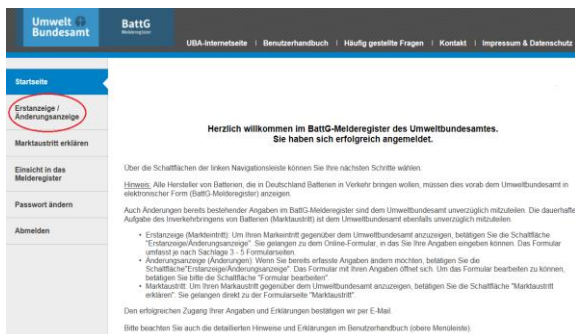 Umwelt
Bundesamt
BattG
Melderegister
UBA-Internetseite | Benutzerhandbuch | Häufig gestellte Fragen | Kontakt | Impressum & Datenschutz
Startseite
Erstanzeige /
Änderungsanzeige
Marktaustritt erklären
Einsicht in das
Melderegister
Passwort ändern
Abmelden
Herzlich willkommen im BattG-Melderegister des Umweltbundesamtes.
Sie haben sich erfolgreich angemeldet.
Über die Schaltflächen der linken Navigationsleiste können Sie Ihre nächsten Schritte wählen.
Hinweis: Alle Hersteller von Batterien, die in Deutschland Batterien in Verkehr bringen wollen, müssen dies vorab dem Umweltbundesamt in
elektronischer Form (BattG-Melderegister) anzeigen.
Auch Änderungen bereits bestehender Angaben im BattG-Melderegister sind dem Umweltbundesamt unverzüglich mitzuteilen. Die dauerhafte
Aufgabe des Inverkehrbringens von Batterien (Marktaustritt) ist dem Umweltbundesamt ebenfalls unverzüglich mitzuteilen.
• Erstanzeige (Markteintritt): Um Ihren Markeintritt gegenüber dem Umweltbundesamt anzuzeigen, betätigen Sie die Schaltfläche
"Erstanzeige/Änderungsanzeige". Sie gelangen zu dem Online-Formular, in das Sie Ihre Angaben eingeben können. Das Formular
umfasst je nach Sachlage 3 - 5 Formularseiten.
• Änderungsanzeige (Änderungen): Wenn Sie bereits erfasste Angaben ändern möchten, betätigen Sie die
Schaltfläche"Erstanzeige/Änderungsanzeige". Das Formular mit Ihren Angaben öffnet sich. Um das Formular bearbeiten zu können,
betätigen Sie bitte die Schaltfläche "Formular bearbeiten".
• Marktaustritt: Um Ihren Markaustritt gegenüber dem Umweltbundesamt anzuzeigen, betätigen Sie die Schaltfläche "Marktaustritt
erklären". Sie gelangen direkt zu der Formularseite "Marktaustritt".
Den erfolgreichen Zugang Ihrer Angaben und Erklärungen bestätigen wir per E-Mail.
Bitte beachten Sie auch die detaillierten Hinweise und Erklärungen im Benutzerhandbuch (obere Menüleiste).